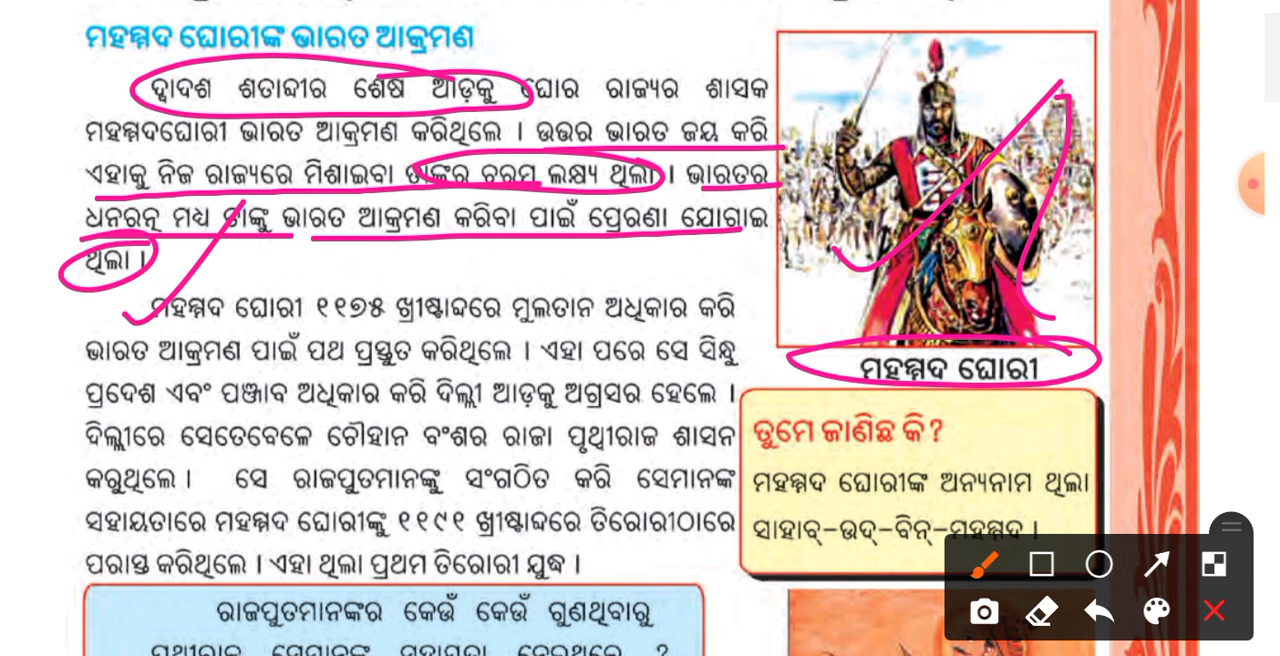 ମହମ୍ମଦ ଘୋରୀଙ୍କ ଭାରତ ଆକ୍ରମଣ
ଦ୍ୱାଦଶ ଶତାବ୍ଦୀର ଶେଷ ଆଡ଼କୁ ଘୋର ରାଜ୍ୟର ଶାସକ
ମହମ୍ମଦଘୋରୀ ଭାରତ ଆକ୍ରମଣ କରିଥିଲେ । ଉତ୍ତର ଭାରତ ଜୟ କରି
ଏହାକୁ ନିଜ ରାଜ୍ୟରେ ମିଶାଇବା ତାଙ୍କର ଚରମ ଲକ୍ଷ୍ୟ ଥିଲା । ଭାରତର
ଧନରତ୍ନ ମଧ୍ୟ ତାଙ୍କୁ ଭାରତ ଆକ୍ରମଣ କରିବା ପାଇଁ ପ୍ରେରଣା ଯୋଗାଇ
ଥିଲା ।
ମହମ୍ମଦ ଘୋରୀ ୧୧୭୫ ଖ୍ରୀଷ୍ଟାବ୍ଦରେ ମୁଲତାନ ଅଧିକାର କରି
ଭାରତ ଆକ୍ରମଣ ପାଇଁ ପଥ ପ୍ରସ୍ତୁତ କରିଥିଲେ । ଏହା ପରେ ସେ ସିନ୍ଧୁ
ପ୍ରଦେଶ ଏବଂ ପଞ୍ଜାବ ଅଧିକାର କରି ଦିଲ୍ଲୀ ଆଡ଼କୁ ଅଗ୍ରସର ହେଲେ ।
ଦିଲ୍ଲୀରେ ସେତେବେଳେ ଚୌହାନ ବଂଶର ରାଜା ପୃଥ୍ୱୀରାଜ ଶାସନ
କରୁଥିଲେ । ସେ ରାଜପୁତମାନଙ୍କୁ ସଂଗଠିତ କରି ସେମାନଙ୍କ
ସହାୟତାରେ ମହମ୍ମଦ ଘୋରୀଙ୍କୁ ୧୧୯୧ ଖ୍ରୀଷ୍ଟାବ୍ଦରେ ତିରୋରୀଠାରେ
ପରାସ୍ତ କରିଥିଲେ । ଏହା ଥିଲା ପ୍ରଥମ ତିରୋରୀ ଯୁଦ୍ଧ ।
ମହମ୍ମଦ ଘୋରୀ
ତୁମେ ଜାଣିଛ କି ?
ମହମ୍ମଦ ଘୋରୀଙ୍କ ଅନ୍ୟନାମ ଥିଲା
ସାହାବ୍-ଉଦ୍-ବିନ୍-ମହମ୍ମଦ ।
ରାଜପୁତମାନଙ୍କର କେଉଁ କେଉଁ ଗୁଣଥିବାରୁ